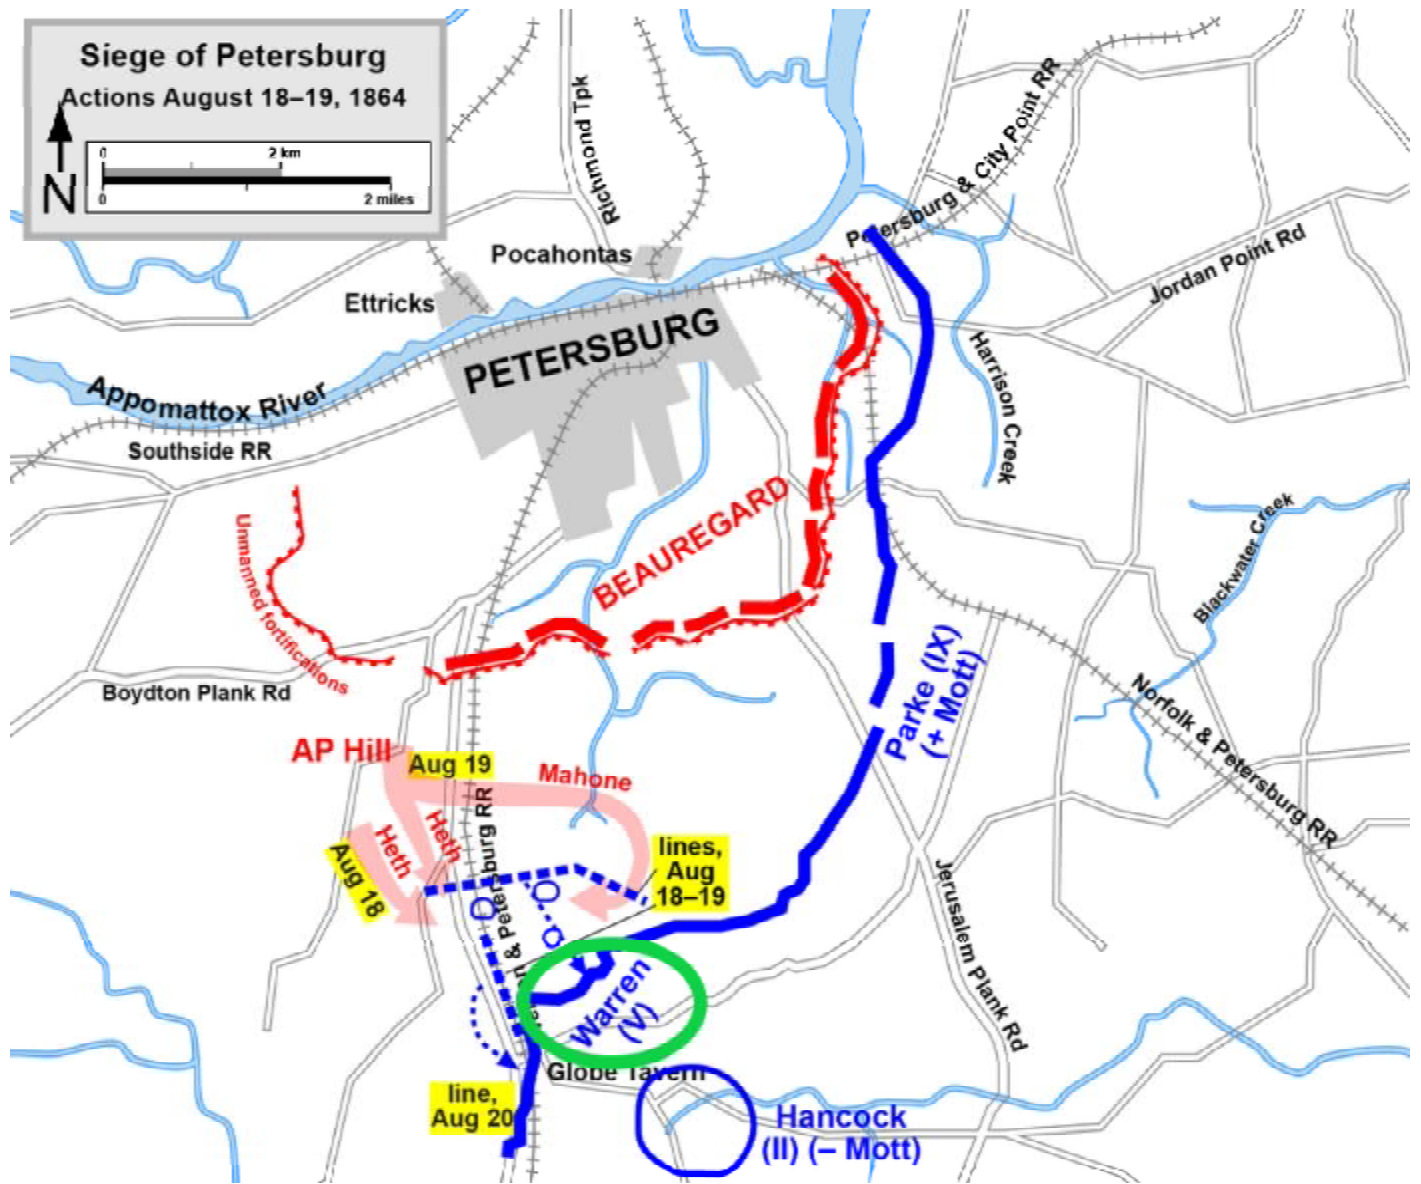 Siege of Petersburg
Actions August 18–19, 1864
0
2 km
N
0
2 miles
Richmond Tpk
Petersburg & City Point RR
Pocahontas
Jordan Point Rd
Ettricks
PETERSBURG
Harrison Creek
Appomattox River
Southside RR
BEAUREGARD
Unmanned fortifications
Blackwater Creek
Boydton Plank Rd
Parke (IX)
(+ Mott)
Norfolk & Petersburg RR
AP Hill
Aug 19
Mahone
Heth
Heth
Aug 18
& Petersburg RR
lines,
Aug
18–19
Jerusalem Plank Rd
Warren
(V)
Globe Tavern
line,
Aug 20
Hancock
(II) (– Mott)